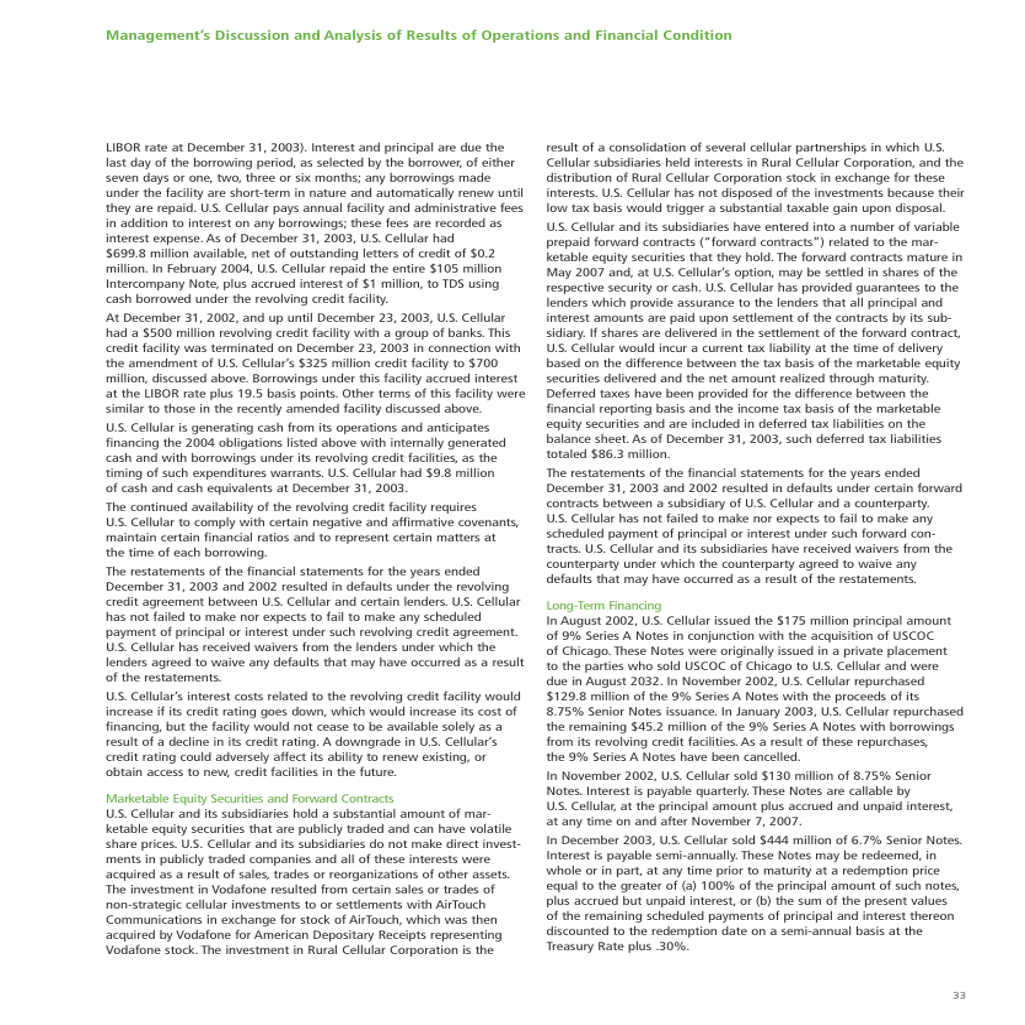 Management's Discussion and Analysis of Results of Operations and Financial Condition
LIBOR rate at December 31, 2003). Interest and principal are due the
last day of the borrowing period, as selected by the borrower, of either
seven days or one, two, three or six months; any borrowings made
under the facility are short-term in nature and automatically renew until
they are repaid. U.S. Cellular pays annual facility and administrative fees
in addition to interest on any borrowings; these fees are recorded as
interest expense. As of December 31, 2003, U.S. Cellular had
$699.8 million available, net of outstanding letters of credit of $0.2
million. In February 2004, U.S. Cellular repaid the entire $105 million
Intercompany Note, plus accrued interest of $1 million, to TDS using
cash borrowed under the revolving credit facility.
At December 31, 2002, and up until December 23, 2003, U.S. Cellular
had a $500 million revolving credit facility with a group of banks. This
credit facility was terminated on December 23, 2003 in connection with
the amendment of U.S. Cellular's $325 million credit facility to $700
million, discussed above. Borrowings under this facility accrued interest
at the LIBOR rate plus 19.5 basis points. Other terms of this facility were
similar to those in the recently amended facility discussed above.
U.S. Cellular is generating cash from its operations and anticipates
financing the 2004 obligations listed above with internally generated
cash and with borrowings under its revolving credit facilities, as the
timing of such expenditures warrants. U.S. Cellular had $9.8 million
of cash and cash equivalents at December 31, 2003.
The continued availability of the revolving credit facility requires
U.S. Cellular to comply with certain negative and affirmative covenants,
maintain certain financial ratios and to represent certain matters at
the time of each borrowing.
The restatements of the financial statements for the years ended
December 31, 2003 and 2002 resulted in defaults under the revolving
credit agreement between U.S. Cellular and certain lenders. U.S. Cellular
has not failed to make nor expects to fail to make any scheduled
payment of principal or interest under such revolving credit agreement.
U.S. Cellular has received waivers from the lenders under which the
lenders agreed to waive any defaults that may have occurred as a result
of the restatements.
U.S. Cellular's interest costs related to the revolving credit facility would
increase if its credit rating goes down, which would increase its cost of
financing, but the facility would not cease to be available solely as a
result of a decline in its credit rating. A downgrade in U.S. Cellular's
credit rating could adversely affect its ability to renew existing, or
obtain access to new, credit facilities in the future.
Marketable Equity Securities and Forward Contracts
U.S. Cellular and its subsidiaries hold a substantial amount of mar-
ketable equity securities that are publicly traded and can have volatile
share prices. U.S. Cellular and its subsidiaries do not make direct invest-
ments in publicly traded companies and all of these interests were
acquired as a result of sales, trades or reorganizations of other assets.
The investment in Vodafone resulted from certain sales or trades of
non-strategic cellular investments to or settlements with AirTouch
Communications in exchange for stock of AirTouch, which was then
acquired by Vodafone for American Depositary Receipts representing
Vodafone stock. The investment in Rural Cellular Corporation is the
result of a consolidation of several cellular partnerships in which U.S.
Cellular subsidiaries held interests in Rural Cellular Corporation, and the
distribution of Rural Cellular Corporation stock in exchange for these
interests. U.S. Cellular has not disposed of the investments because their
low tax basis would trigger a substantial taxable gain upon disposal.
U.S. Cellular and its subsidiaries have entered into a number of variable
prepaid forward contracts ("forward contracts") related to the mar-
ketable equity securities that they hold. The forward contracts mature in
May 2007 and, at U.S. Cellular's option, may be settled in shares of the
respective security or cash. U.S. Cellular has provided guarantees to the
lenders which provide assurance to the lenders that all principal and
interest amounts are paid upon settlement of the contracts by its sub-
sidiary. If shares are delivered in the settlement of the forward contract,
U.S. Cellular would incur a current tax liability at the time of delivery
based on the difference between the tax basis of the marketable equity
securities delivered and the net amount realized through maturity.
Deferred taxes have been provided for the difference between the
financial reporting basis and the income tax basis of the marketable
equity securities and are included in deferred tax liabilities on the
balance sheet. As of December 31, 2003, such deferred tax liabilities
totaled $86.3 million.
The restatements of the financial statements for the years ended
December 31, 2003 and 2002 resulted in defaults under certain forward
contracts between a subsidiary of U.S. Cellular and a counterparty.
U.S. Cellular has not failed to make nor expects to fail to make any
scheduled payment of principal or interest under such forward con-
tracts. U.S. Cellular and its subsidiaries have received waivers from the
counterparty under which the counterparty agreed to waive any
defaults that may have occurred as a result of the restatements.
Long-Term Financing
In August 2002, U.S. Cellular issued the $175 million principal amount
of 9% Series A Notes in conjunction with the acquisition of USCOC
of Chicago. These Notes were originally issued in a private placement
to the parties who sold USCOC of Chicago to U.S. Cellular and were
due in August 2032. In November 2002, U.S. Cellular repurchased
$129.8 million of the 9% Series A Notes with the proceeds of its
8.75% Senior Notes issuance. In January 2003, U.S. Cellular repurchased
the remaining $45.2 million of the 9% Series A Notes with borrowings
from its revolving credit facilities. As a result of these repurchases,
the 9% Series A Notes have been cancelled.
In November 2002, U.S. Cellular sold $130 million of 8.75% Senior
Notes. Interest is payable quarterly. These Notes are callable by
U.S. Cellular, at the principal amount plus accrued and unpaid interest,
at any time on and after November 7, 2007.
In December 2003, U.S. Cellular sold $444 million of 6.7% Senior Notes.
Interest is payable semi-annually. These Notes may be redeemed, in
whole or in part, at any time prior to maturity at a redemption price
equal to the greater of (a) 100% of the principal amount of such notes,
plus accrued but unpaid interest, or (b) the sum of the present values
of the remaining scheduled payments of principal and interest thereon
discounted to the redemption date on a semi-annual basis at the
Treasury Rate plus .30%.
33